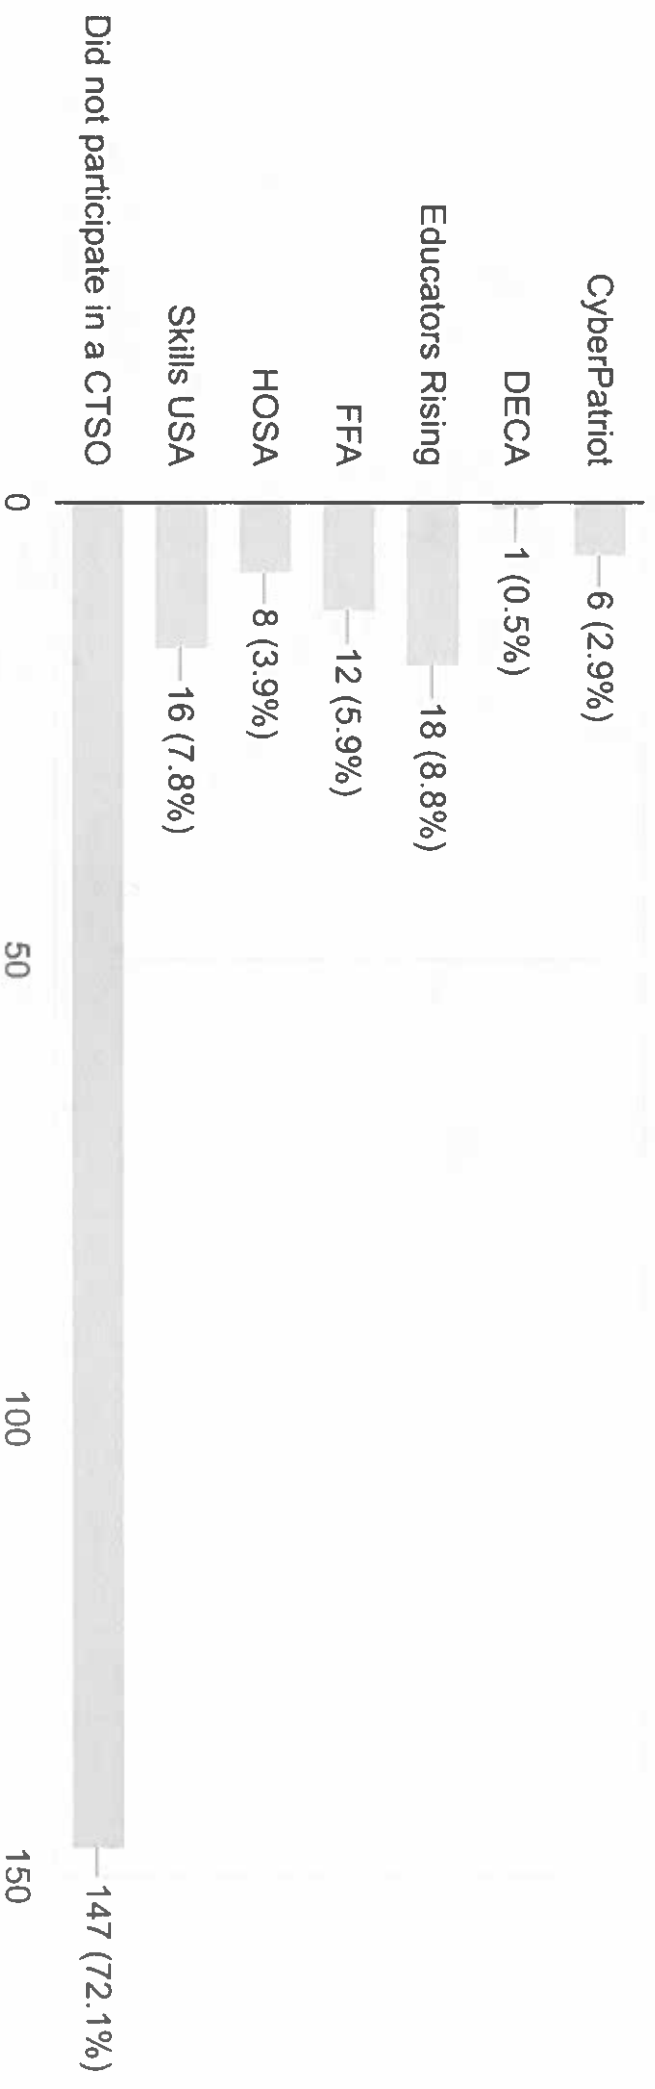 CyberPatriot 6 (2.9%)
DECA 1 (0.5%)
Educators Rising 18 (8.8%)
FFA 12 (5.9%)
HOSA 8 (3.9%)
Skills USA 16 (7.8%)
Did not participate in a CTSO 147 (72.1%)
0 50 100 150